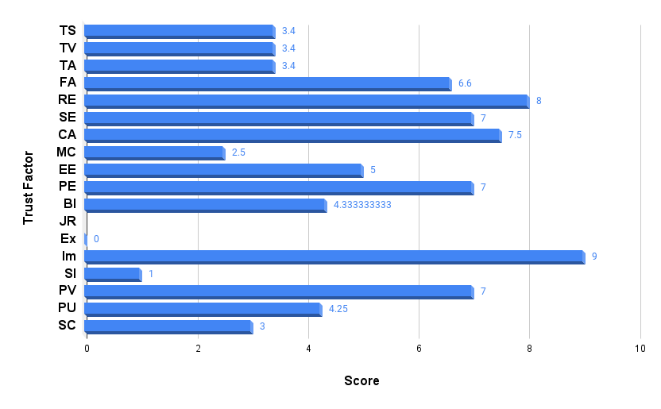 TS 3.4
TV 3.4
TA 3.4
FA 6.6
RE 8
SE 7
CA 7.5
MC 2.5
EE 5
PE 7
BI 4.333333333
JR
Ex 0
Im 9
SI 1
PV 7
PU 4.25
SC 3
Trust Factor
0 2 4 6 8 10
Score